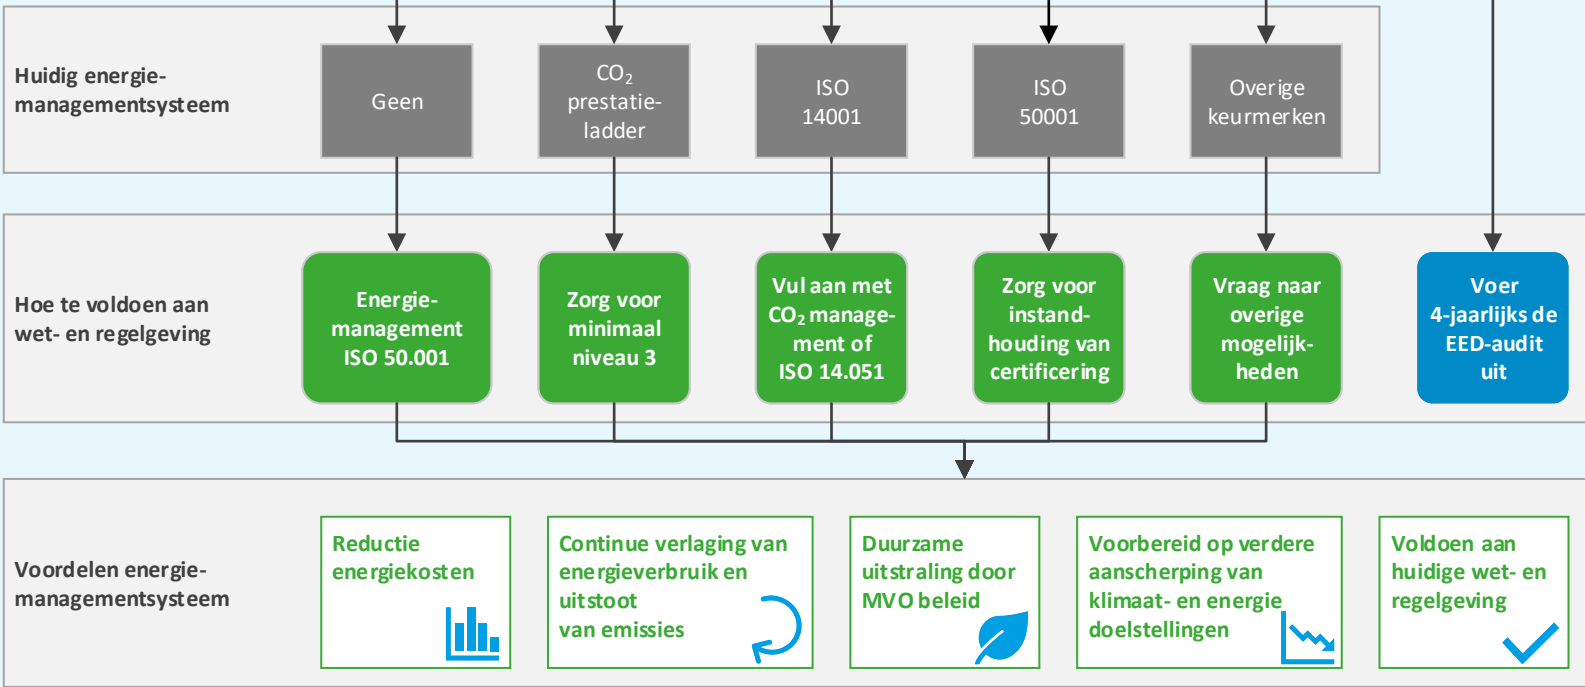 Huidig energie-
managementsysteem
Geen
CO₂
prestatie-
ladder
ISO
14001
ISO
50001
Overige
keurmerken
Hoe te voldoen aan
wet- en regelgeving
Energie-
management
ISO 50.001
Zorg voor
minimaal
niveau 3
Vul aan met
CO₂ manage-
ment of
ISO 14.051
Zorg voor
instand-
houding van
certificering
Vraag naar
overige
mogelijk-
heden
Voer
4-jaarlijks de
EED-audit
uit
Voordelen energie-
managementsysteem
Reductie
energiekosten
Continue verlaging van
energieverbruik en
uitstoot
van emissies
Duurzame
uitstraling door
MVO beleid
Voorbereid op verdere
aanscherping van
klimaat- en energie
doelstellingen
Voldoen aan
huidige wet- en
regelgeving